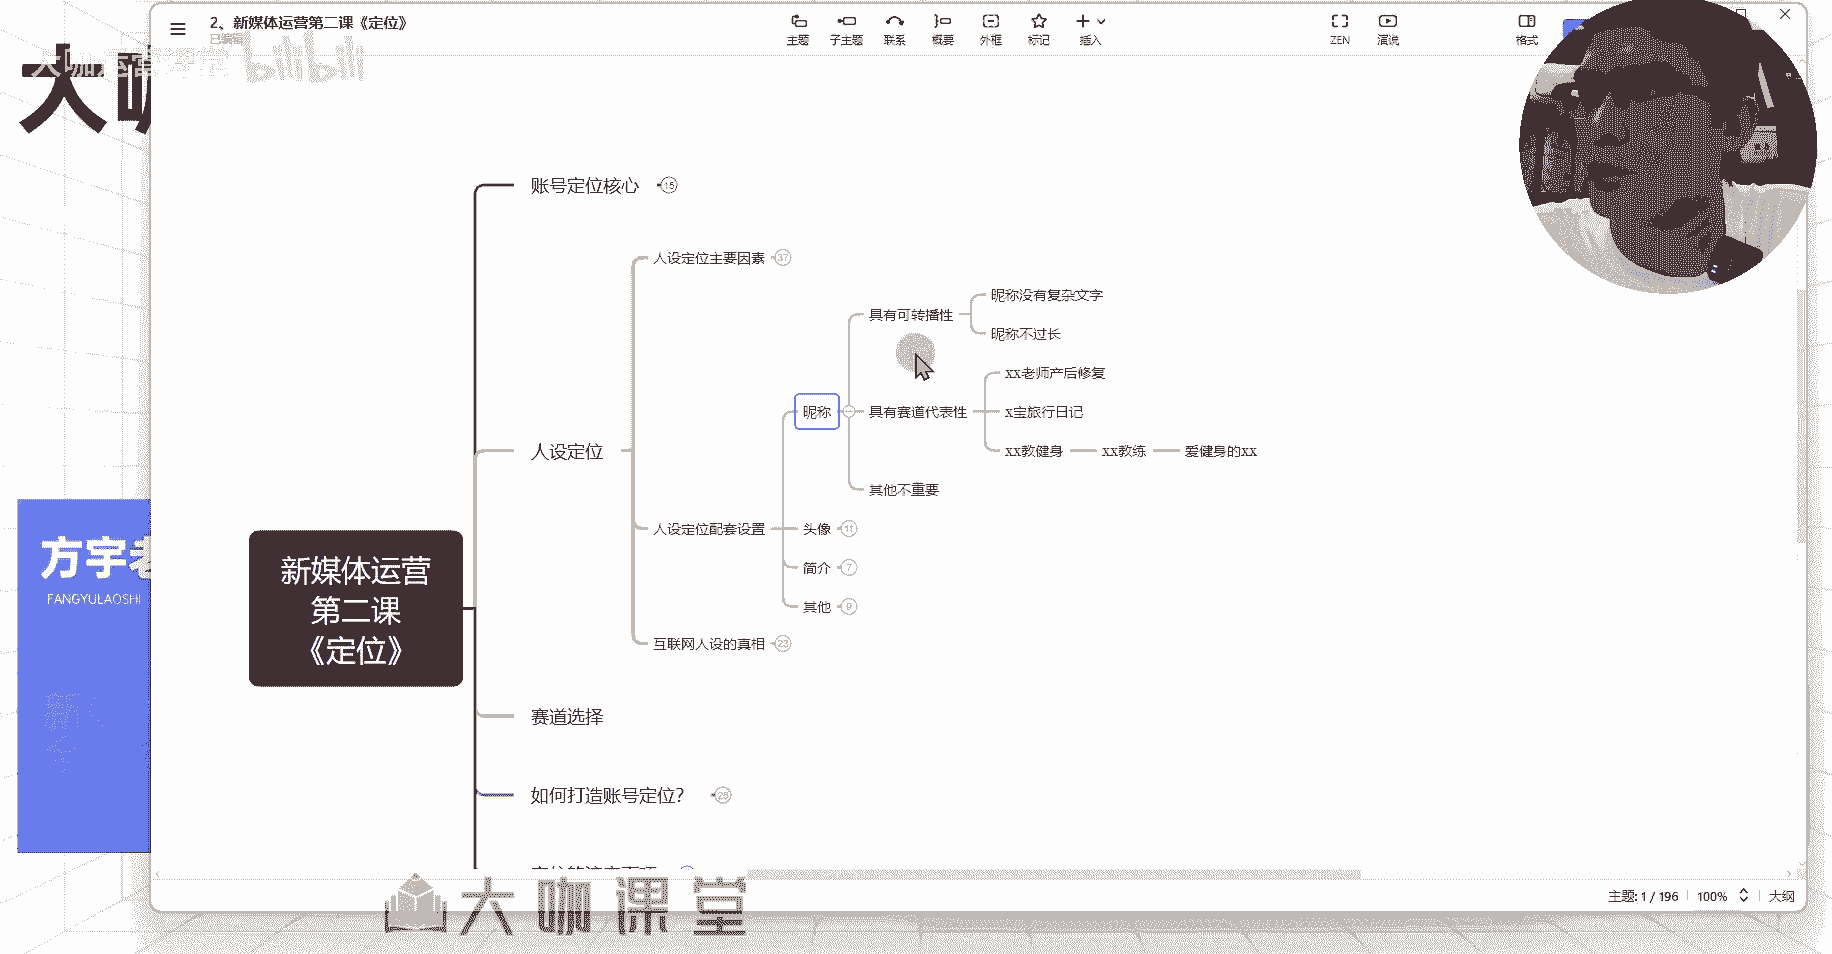 2、新媒体运营第二课《定位》
已编辑
主题
子主题
联系
概要
外框
标记
插入
ZEN
演说
格式
大咖运营课堂
bilibili
大咖
账号定位核心
15
人设定位主要因素
37
昵称没有复杂文字
具有可转播性
昵称不过长
xx老师产后修复
昵称
具有赛道代表性
x宝旅行日记
人设定位
xx教健身
xx教练
爱健身的xx
其他不重要
人设定位配套设置
头像
11
简介
7
其他
9
互联网人设的真相
23
方宇老
FANGYULAOSHI
新媒体运营
第二课
《定位》
赛道选择
如何打造账号定位?
25
大咖课堂
主题: 1 / 196
100%
大纲